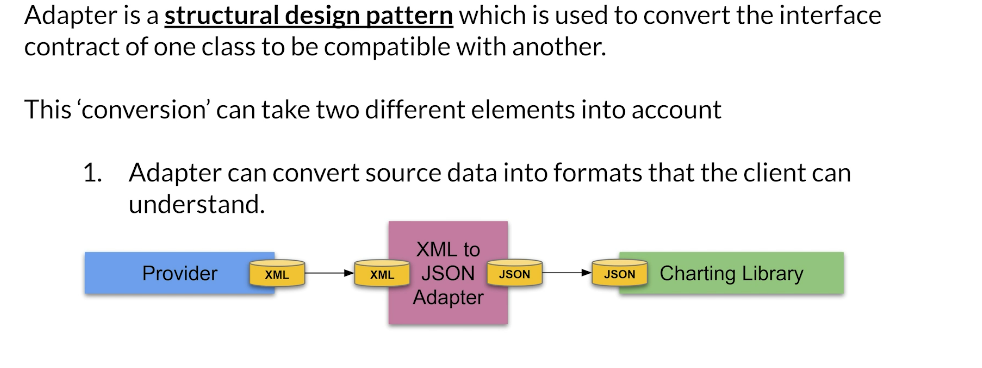 Adapter is a structural design pattern which is used to convert the interface
contract of one class to be compatible with another.
This ‘conversion’ can take two different elements into account
1. Adapter can convert source data into formats that the client can
understand.
Provider
XML
XML
XML to
JSON
Adapter
JSON
JSON
Charting Library